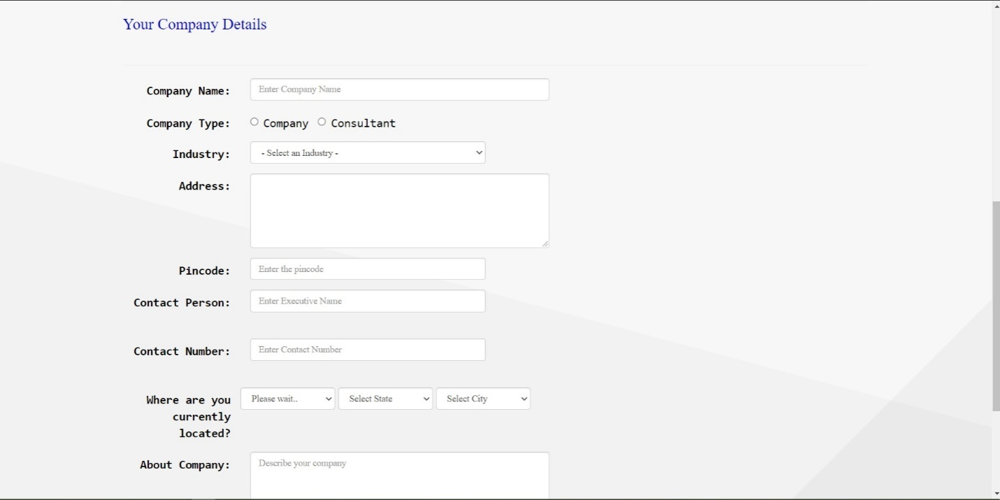 Your Company Details
Company Name: Enter Company Name
Company Type: Company Consultant
Industry: - Select an Industry -
Address:
Pincode: Enter the pincode
Contact Person: Enter Executive Name
Contact Number: Enter Contact Number
Where are you Please wait.. Select State Select City
currently
located?
About Company: Describe your company